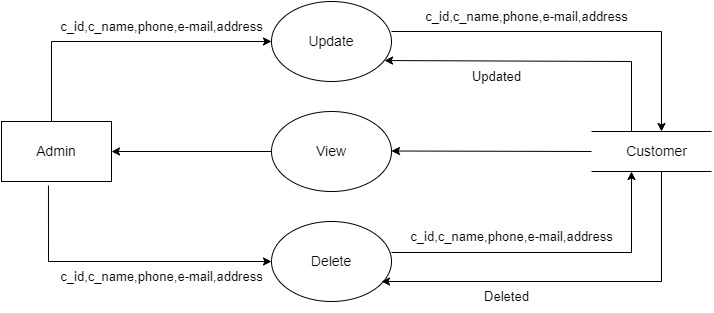 c_id,c_name,phone,e-mail,address
c_id,c_name,phone,e-mail,address
Update
Updated
Admin
View
Customer
c_id,c_name,phone,e-mail,address
Delete
c_id,c_name,phone,e-mail,address
Deleted